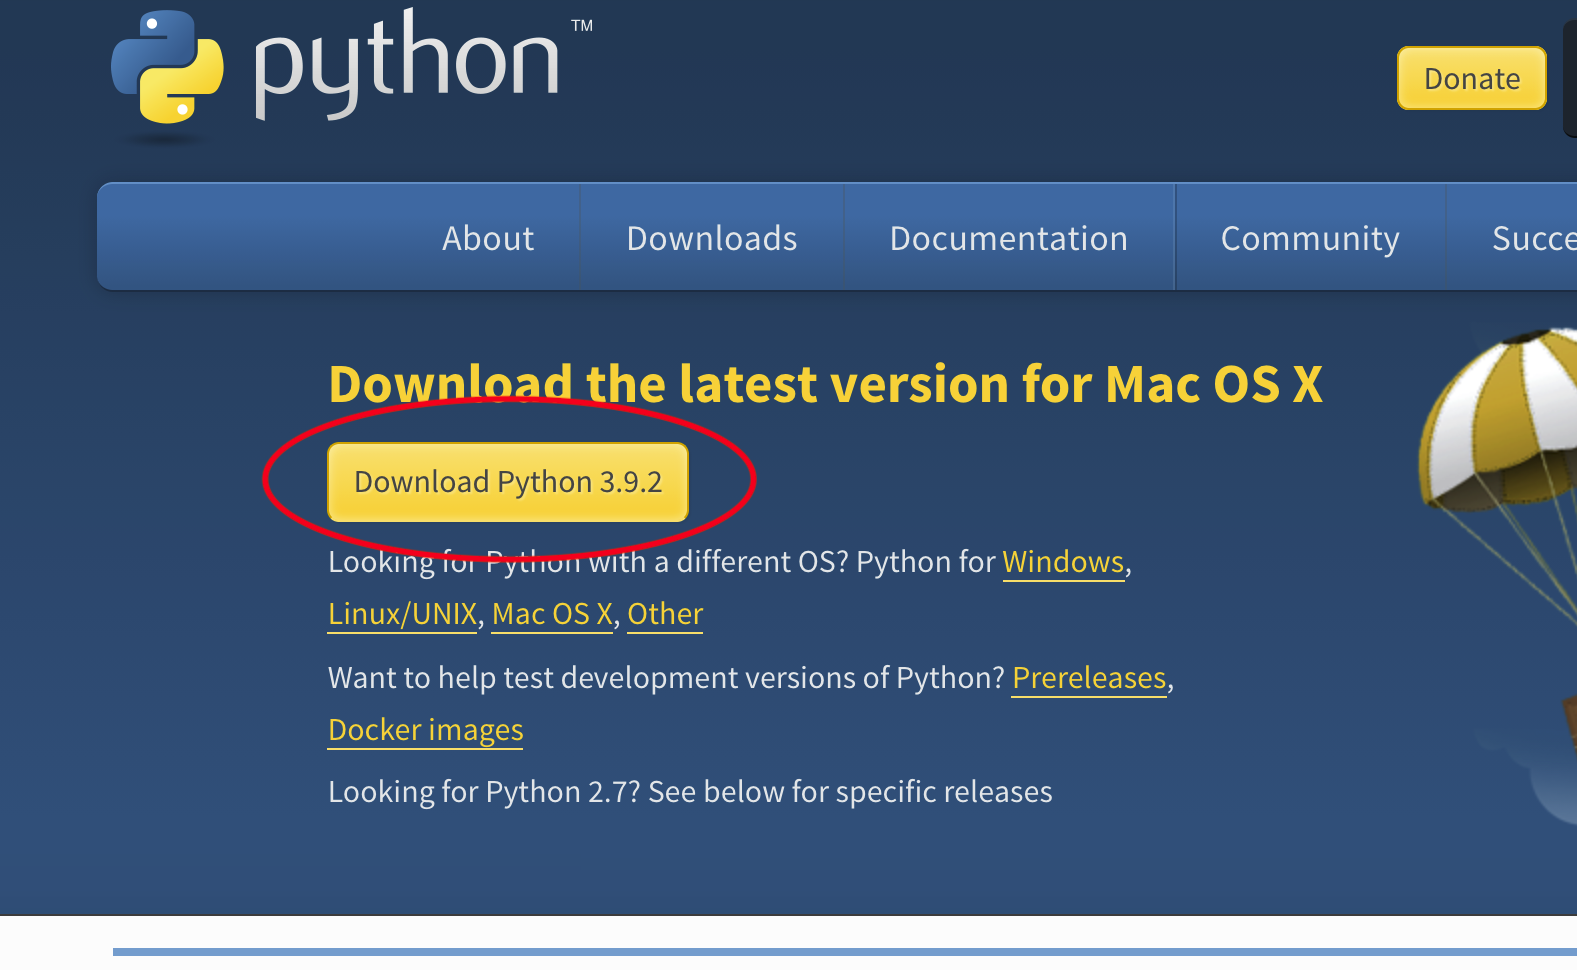 python™
Donate
About Downloads Documentation Community Succe
Download the latest version for Mac OS X
Download Python 3.9.2
Looking for Python with a different OS? Python for Windows,
Linux/UNIX, Mac OS X, Other
Want to help test development versions of Python? Prereleases,
Docker images
Looking for Python 2.7? See below for specific releases